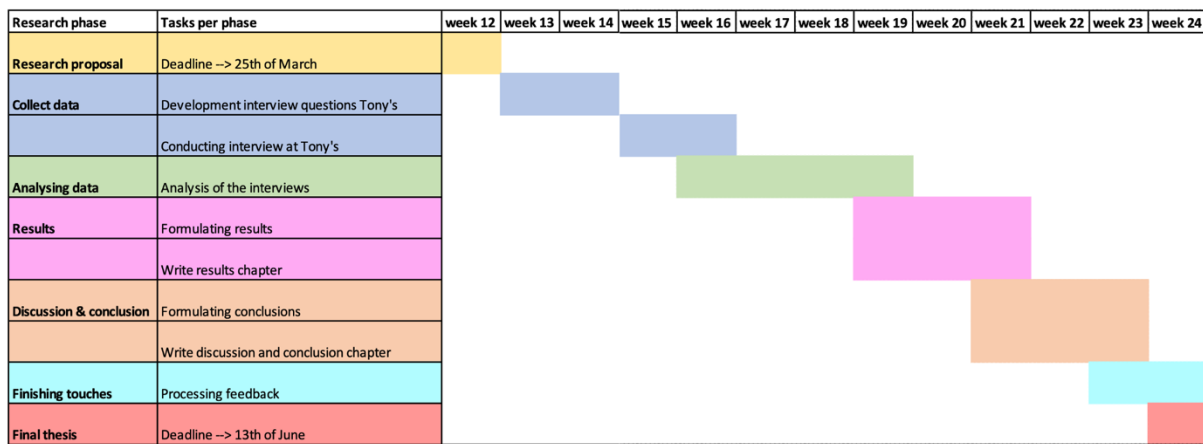 Research phase Tasks per phase week 12 week 13 week 14 week 15 week 16 week 17 week 18 week 19 week 20 week 21 week 22 week 23 week 24
Research proposal Deadline --> 25th of March
Collect data Development interview questions Tony's
Conducting interview at Tony's
Analysing data Analysis of the interviews
Results Formulating results
Write results chapter
Discussion & conclusion Formulating conclusions
Write discussion and conclusion chapter
Finishing touches Processing feedback
Final thesis Deadline --> 13th of June